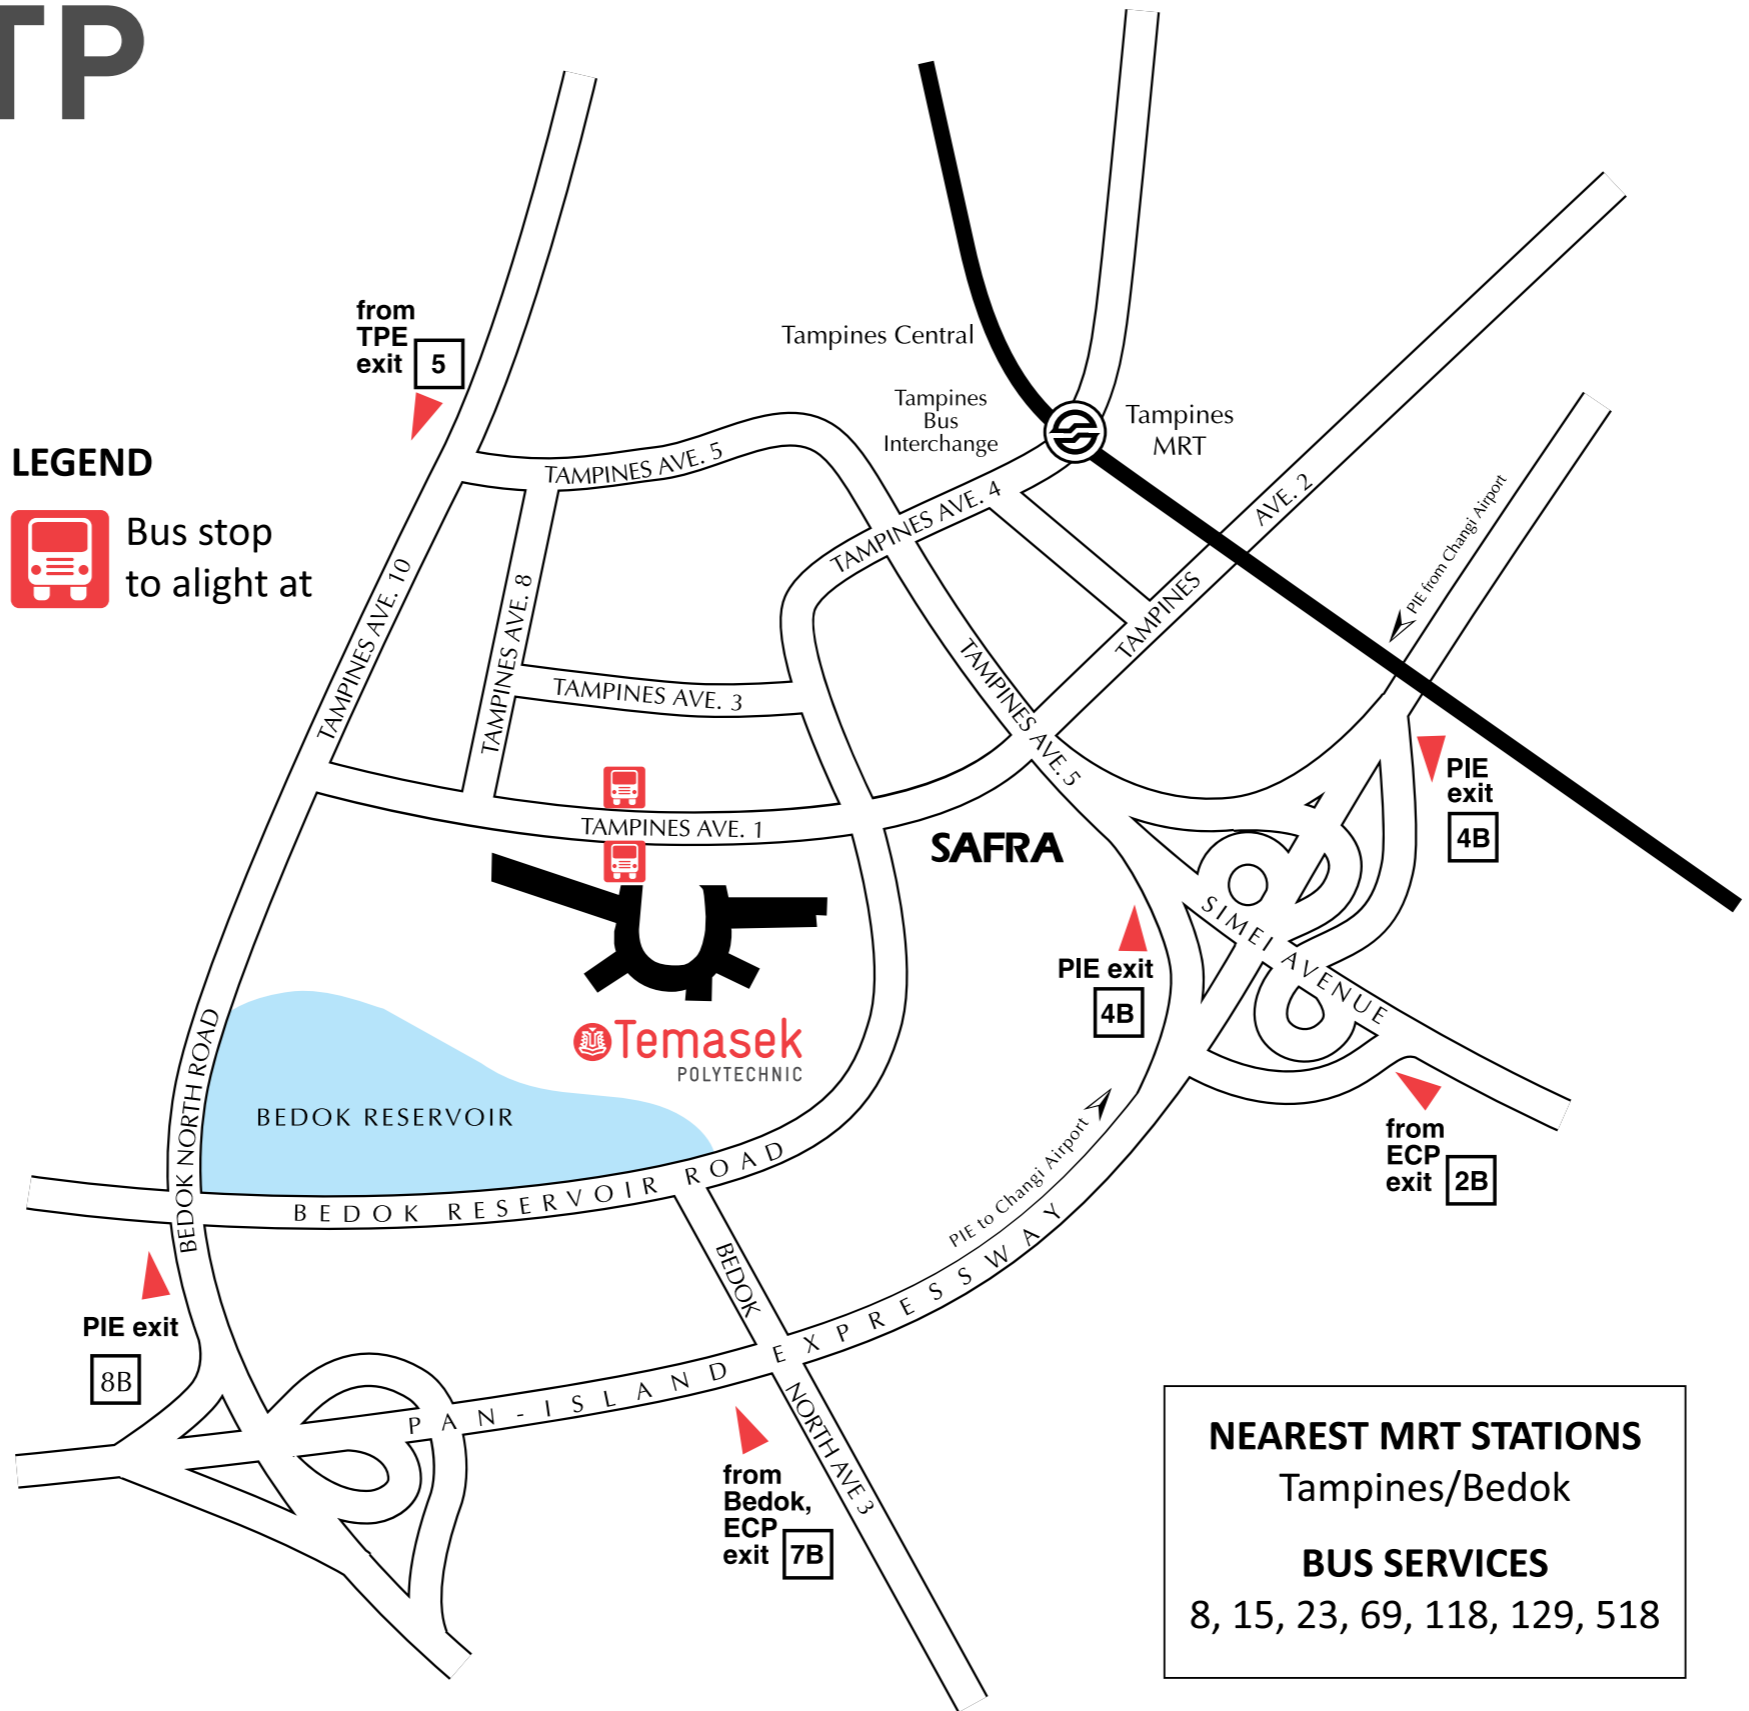 TP
from
TPE
exit 5
LEGEND
Bus stop
to alight at
Tampines Central
Tampines
Bus
Interchange
Tampines
MRT
TAMPINES AVE. 5
TAMPINES AVE. 4
TAMPINES AVE. 2
PIE from Changi Airport
TAMPINES AVE. 10
TAMPINES AVE. 8
TAMPINES AVE. 3
TAMPINES AVE. 5
TAMPINES AVE. 1
SAFRA
PIE
exit
4B
SIMEI AVENUE
PIE exit
4B
Temasek
POLYTECHNIC
BEDOK NORTH ROAD
BEDOK RESERVOIR
BEDOK RESERVOIR ROAD
PIE to Changi Airport
from
ECP
exit 2B
PIE exit
8B
BEDOK NORTH AVE 3
PAN-ISLAND EXPRESSWAY
from
Bedok,
ECP
exit 7B
NEAREST MRT STATIONS
Tampines/Bedok
BUS SERVICES
8, 15, 23, 69, 118, 129, 518